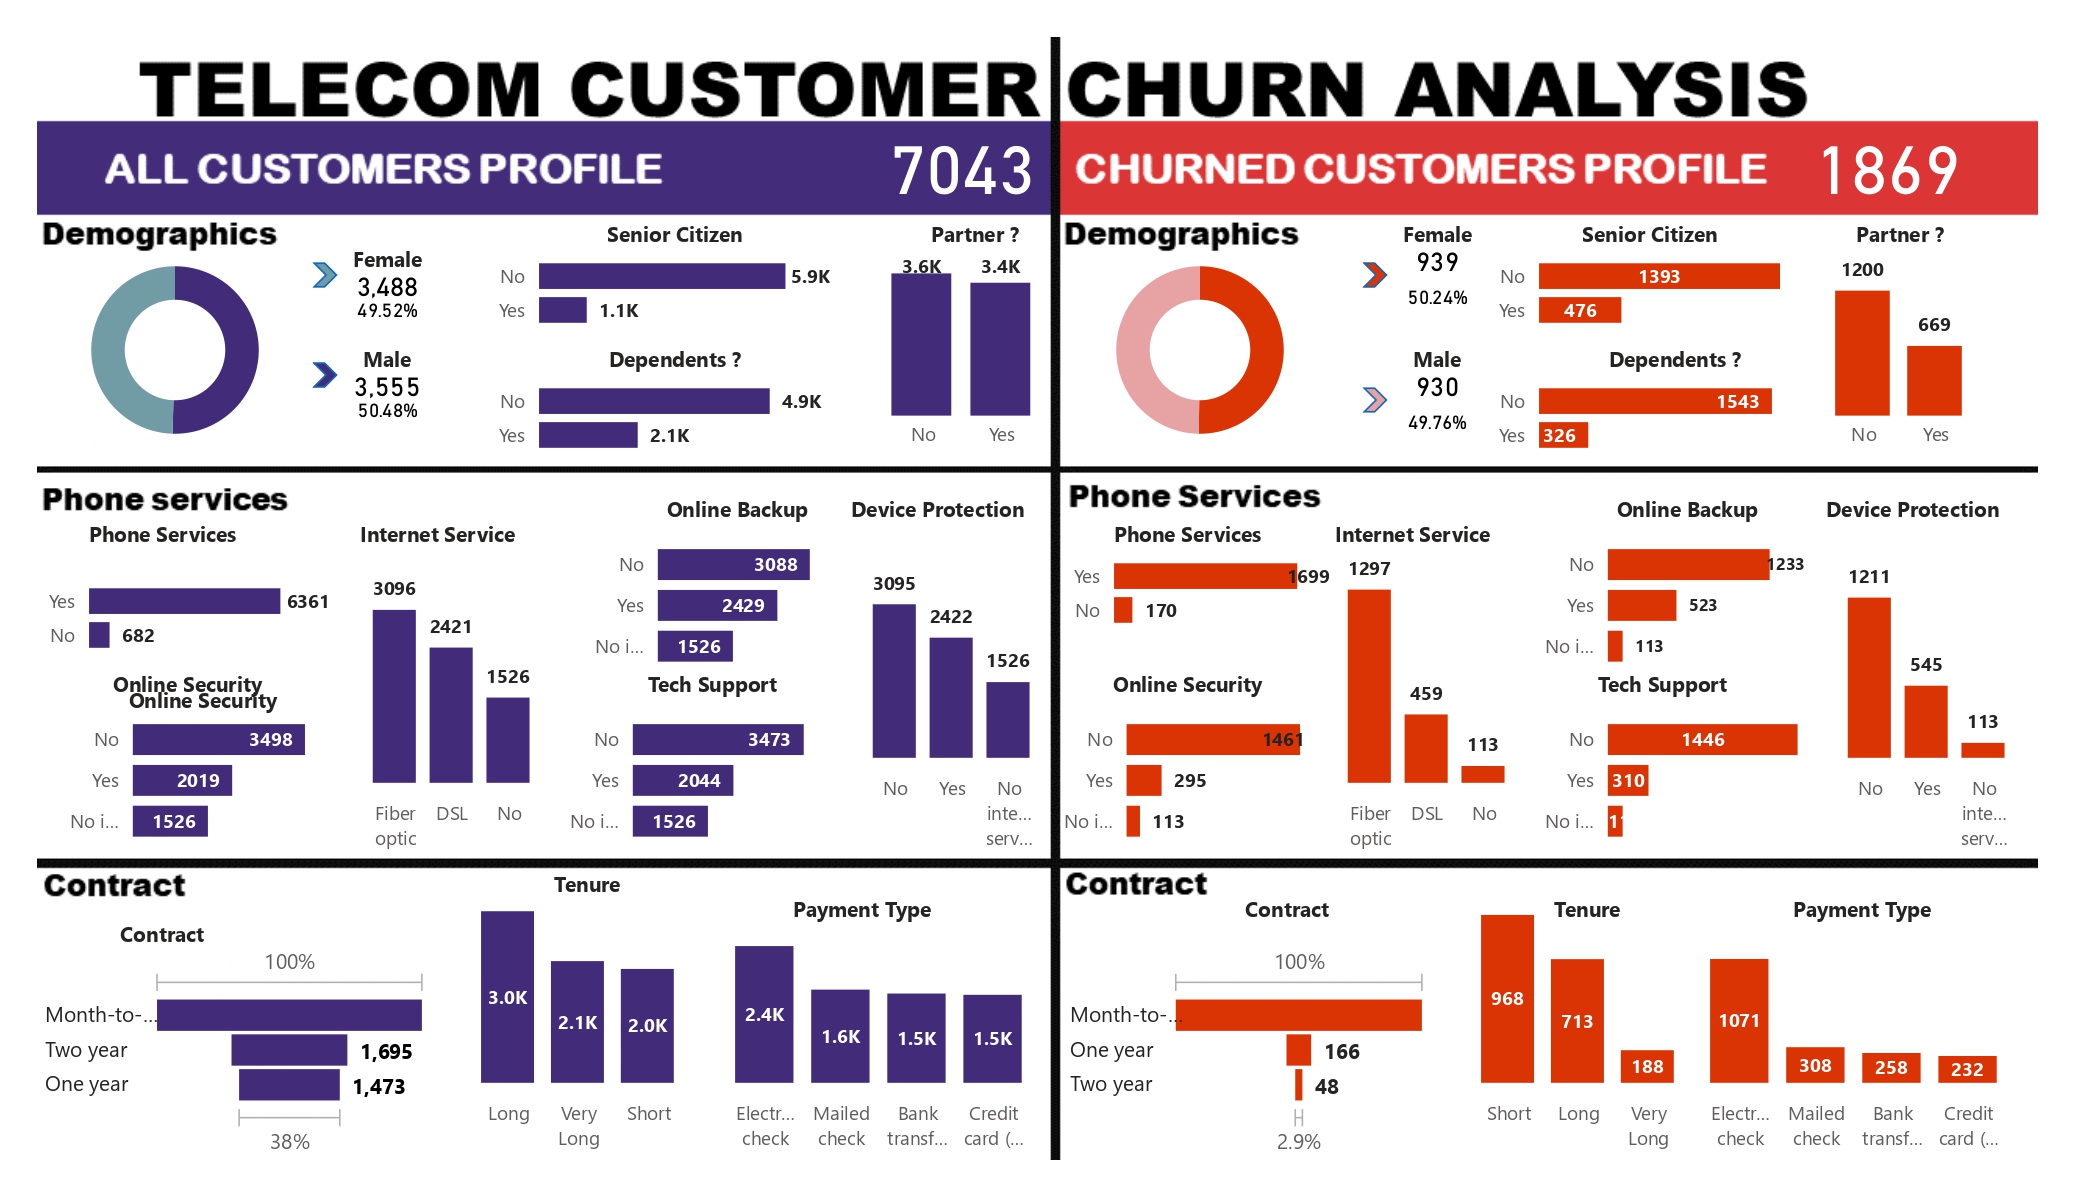 TELECOM CUSTOMER CHURN ANALYSIS
ALL CUSTOMERS PROFILE 7043
CHURNED CUSTOMERS PROFILE 1869
Demographics
Female
3,488
49.52%
Male
3,555
50.48%
Senior Citizen
No 5.9K
Yes 1.1K
Dependents ?
No 4.9K
Yes 2.1K
Partner ?
3.6K 3.4K
No Yes
Demographics
Female
939
50.24%
Male
930
49.76%
Senior Citizen
No 1393
Yes 476
Dependents ?
No 1543
Yes 326
Partner ?
1200
669
No Yes
Phone services
Phone Services
Yes 6361
No 682
Online Security
Online Security
No 3498
Yes 2019
No i... 1526
Internet Service
3096
2421
1526
Fiber optic DSL No
Online Backup
No 3088
Yes 2429
No i... 1526
Tech Support
No 3473
Yes 2044
No i... 1526
Device Protection
3095
2422
1526
No Yes No
inte...
serv...
Phone Services
Phone Services
Yes 1699
No 170
Online Security
No 1461
Yes 295
No i... 113
Internet Service
1297
459
113
Fiber optic DSL No
Online Backup
No 1233
Yes 523
No i... 113
Tech Support
No 1446
Yes 310
No i... 11
Device Protection
1211
545
113
No Yes No
inte...
serv...
Contract
Contract
100%
Month-to-...
Two year 1,695
One year 1,473
38%
Tenure
3.0K 2.1K 2.0K
Long Very Short
Long
Payment Type
2.4K 1.6K 1.5K 1.5K
Electr... Mailed Bank Credit
check check transf... card (...
Contract
Contract
100%
Month-to-...
One year 166
Two year 48
2.9%
Tenure
968 713 188
Short Long Very
Long
Payment Type
1071 308 258 232
Electr... Mailed Bank Credit
check check transf... card (...